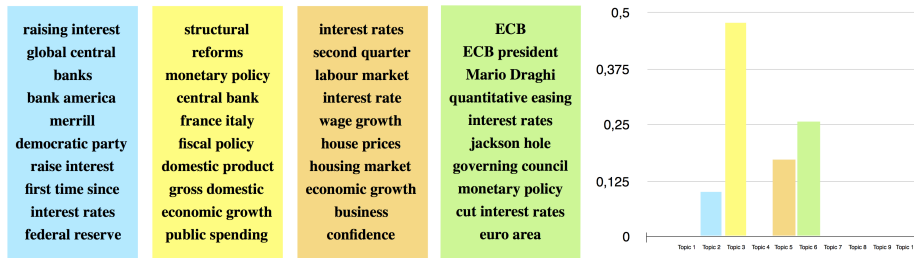 raising interest
global central
banks
bank america
merrill
democratic party
raise interest
first time since
interest rates
federal reserve
structural
reforms
monetary policy
central bank
france italy
fiscal policy
domestic product
gross domestic
economic growth
public spending
interest rates
second quarter
labour market
interest rate
wage growth
house prices
housing market
economic growth
business
confidence
ECB
ECB president
Mario Draghi
quantitative easing
interest rates
jackson hole
governing council
monetary policy
cut interest rates
euro area
0,5
0,375
0,25
0,125
0
Topic 1 Topic 2 Topic 3 Topic 4 Topic 5 Topic 6 Topic 7 Topic 8 Topic 9 Topic 1